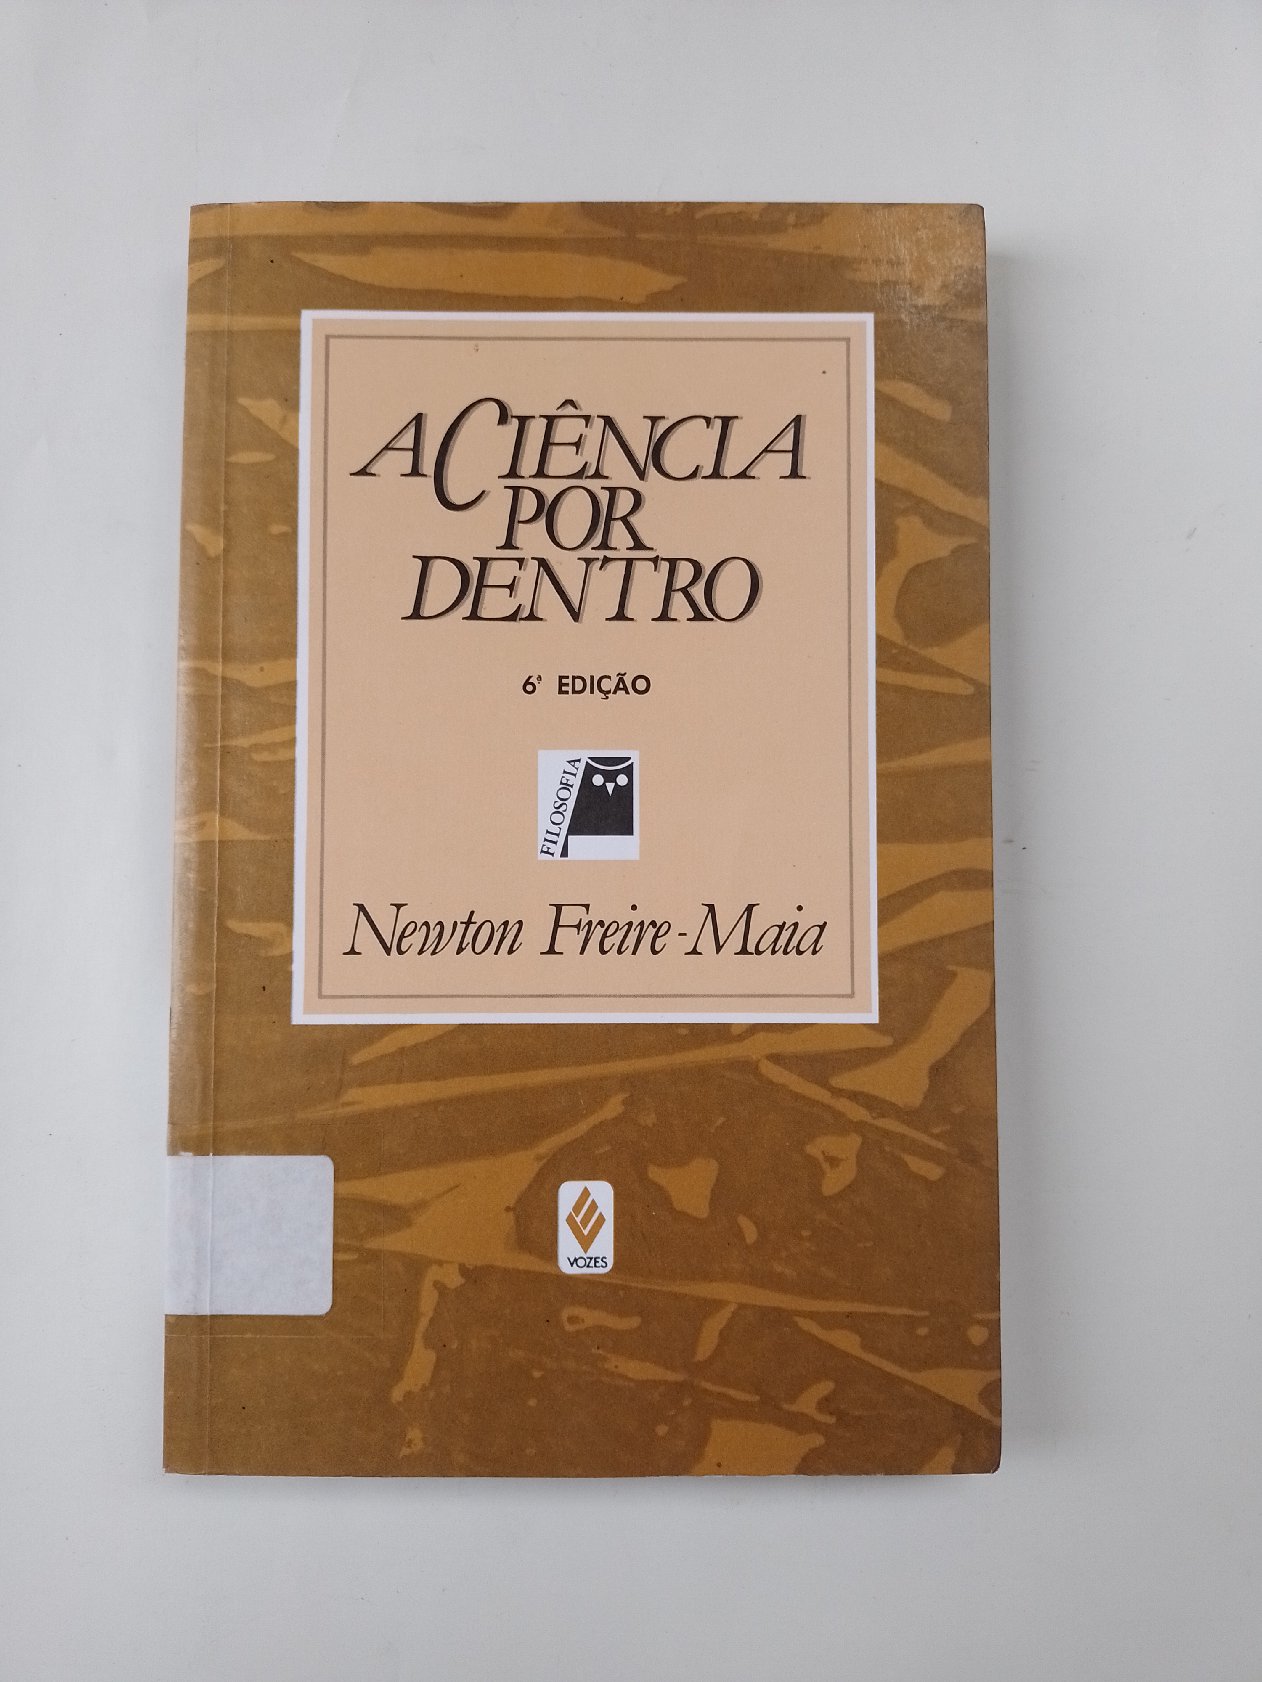 A CIÊNCIA
POR
DENTRO
6ª EDIÇÃO
FILOSOFIA
Newton Freire-Maia
VOZES